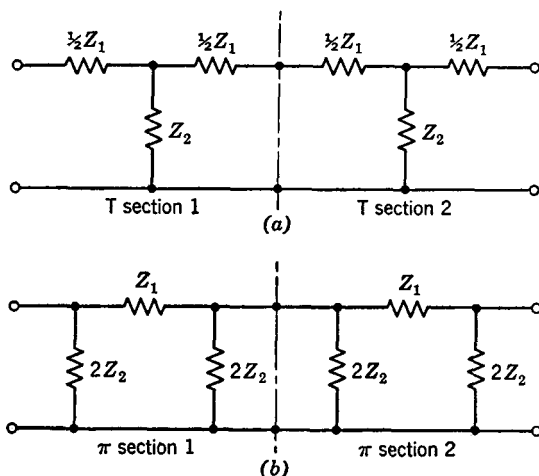 ½Z₁ ½Z₁ ½Z₁ ½Z₁
Z₂ Z₂
T section 1 T section 2
(a)
Z₁ Z₁
2Z₂ 2Z₂ 2Z₂ 2Z₂
π section 1 π section 2
(b)